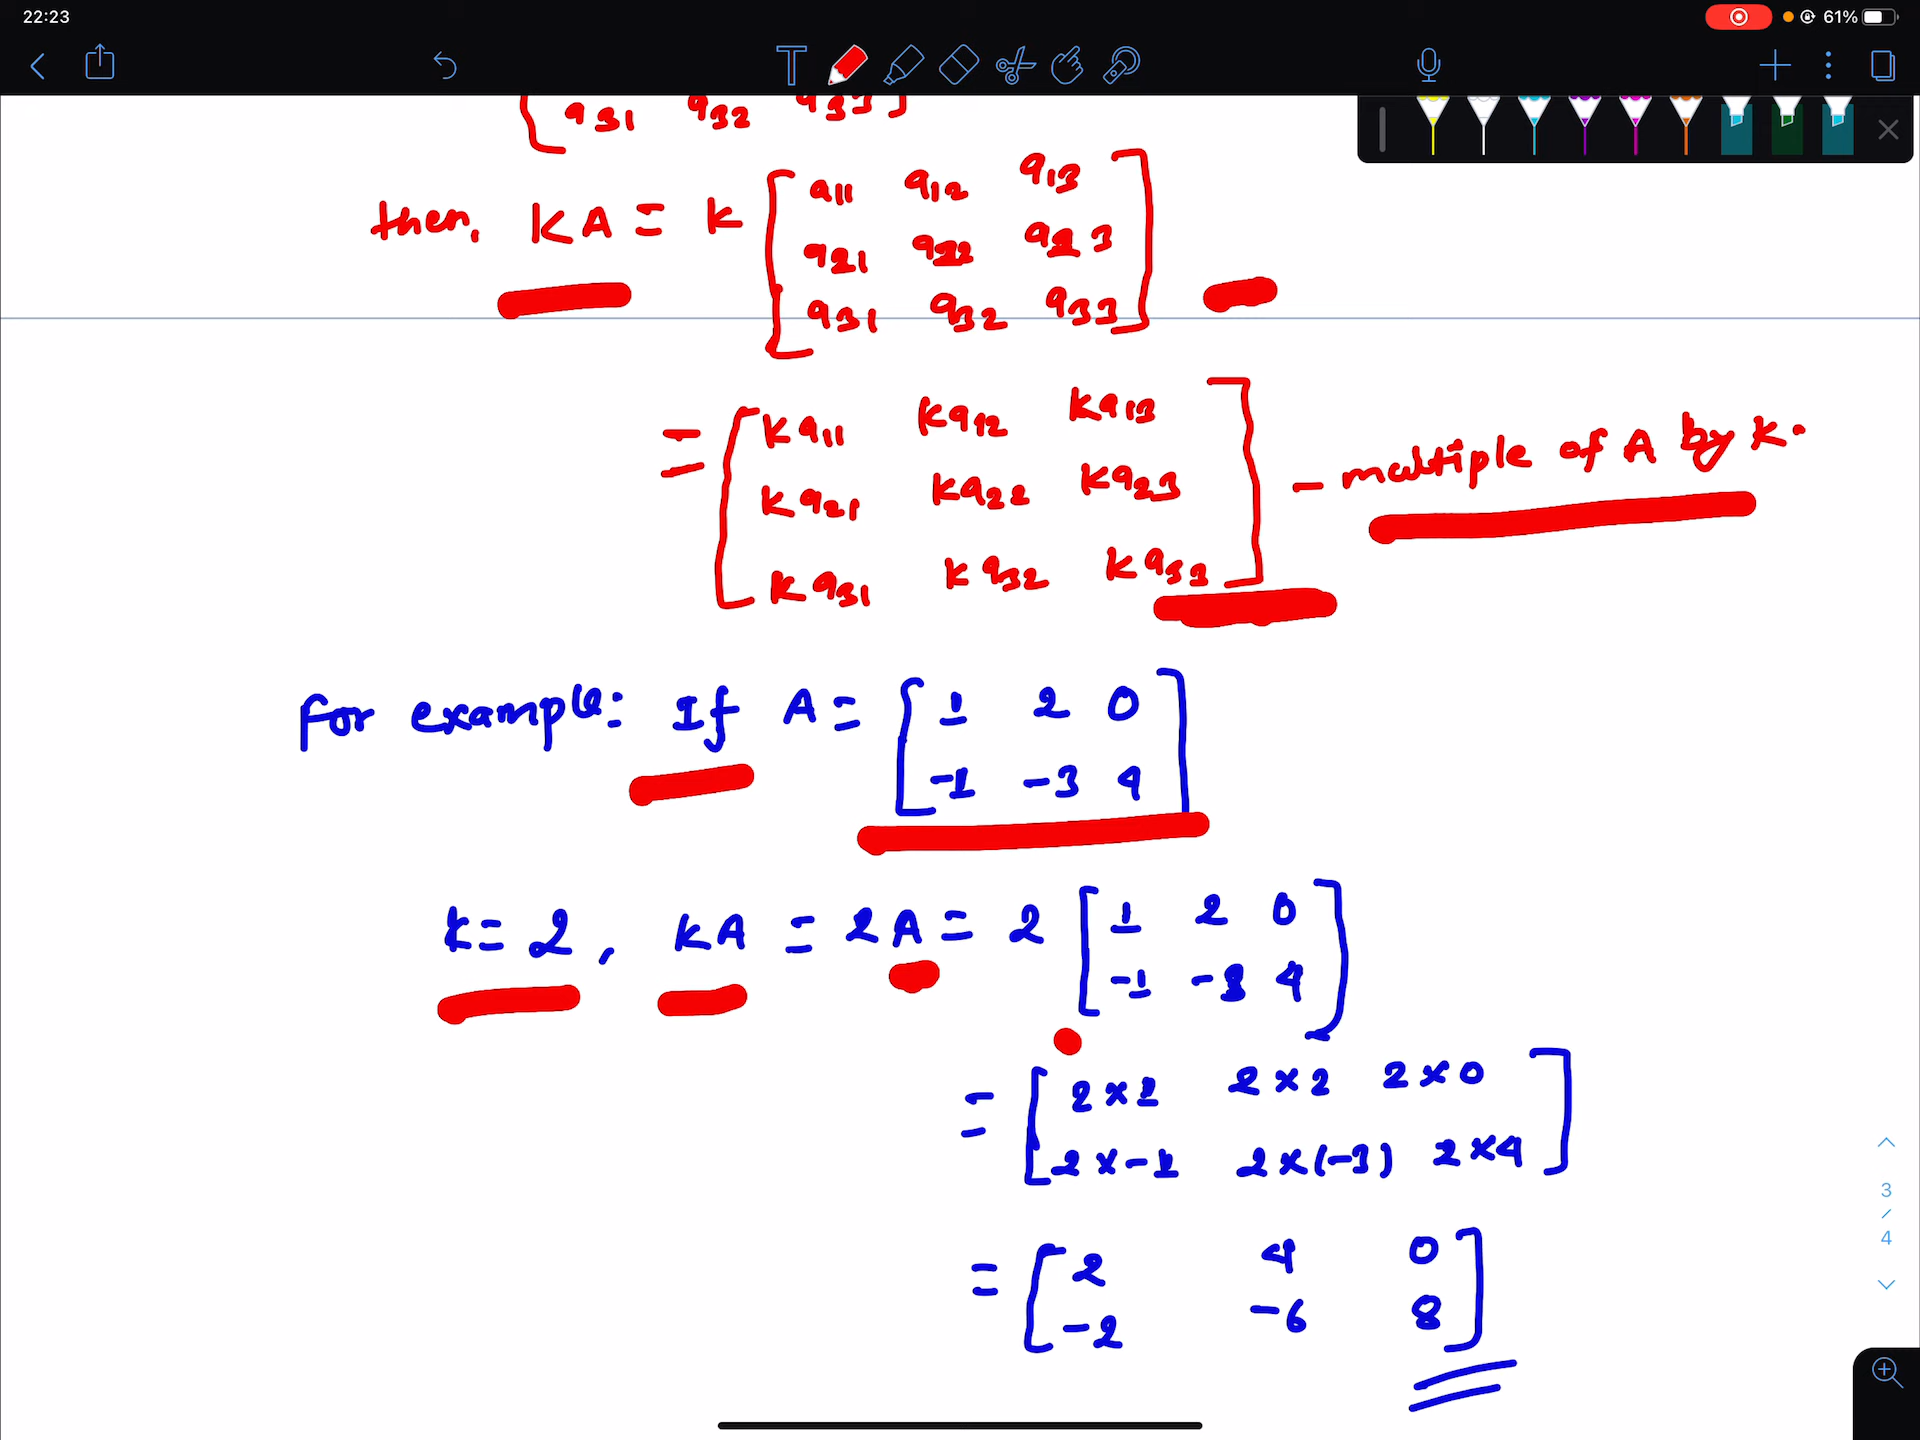 22:23
61%
a31 a32 a33
then, KA = K [ a11 a12 a13
a21 a22 a23
a31 a32 a33 ]
= [ Ka11 Ka12 Ka13
Ka21 Ka22 Ka23 - multiple of A by K.
Ka31 Ka32 Ka33 ]
for example: If A = [ 1 2 0
-1 -3 4 ]
K = 2, KA = 2A = 2 [ 1 2 0
-1 -3 4 ]
= [ 2 × 1 2 × 2 2 × 0
2 × -1 2 × (-3) 2 × 4 ]
= [ 2 4 0
-2 -6 8 ]
3
/
4